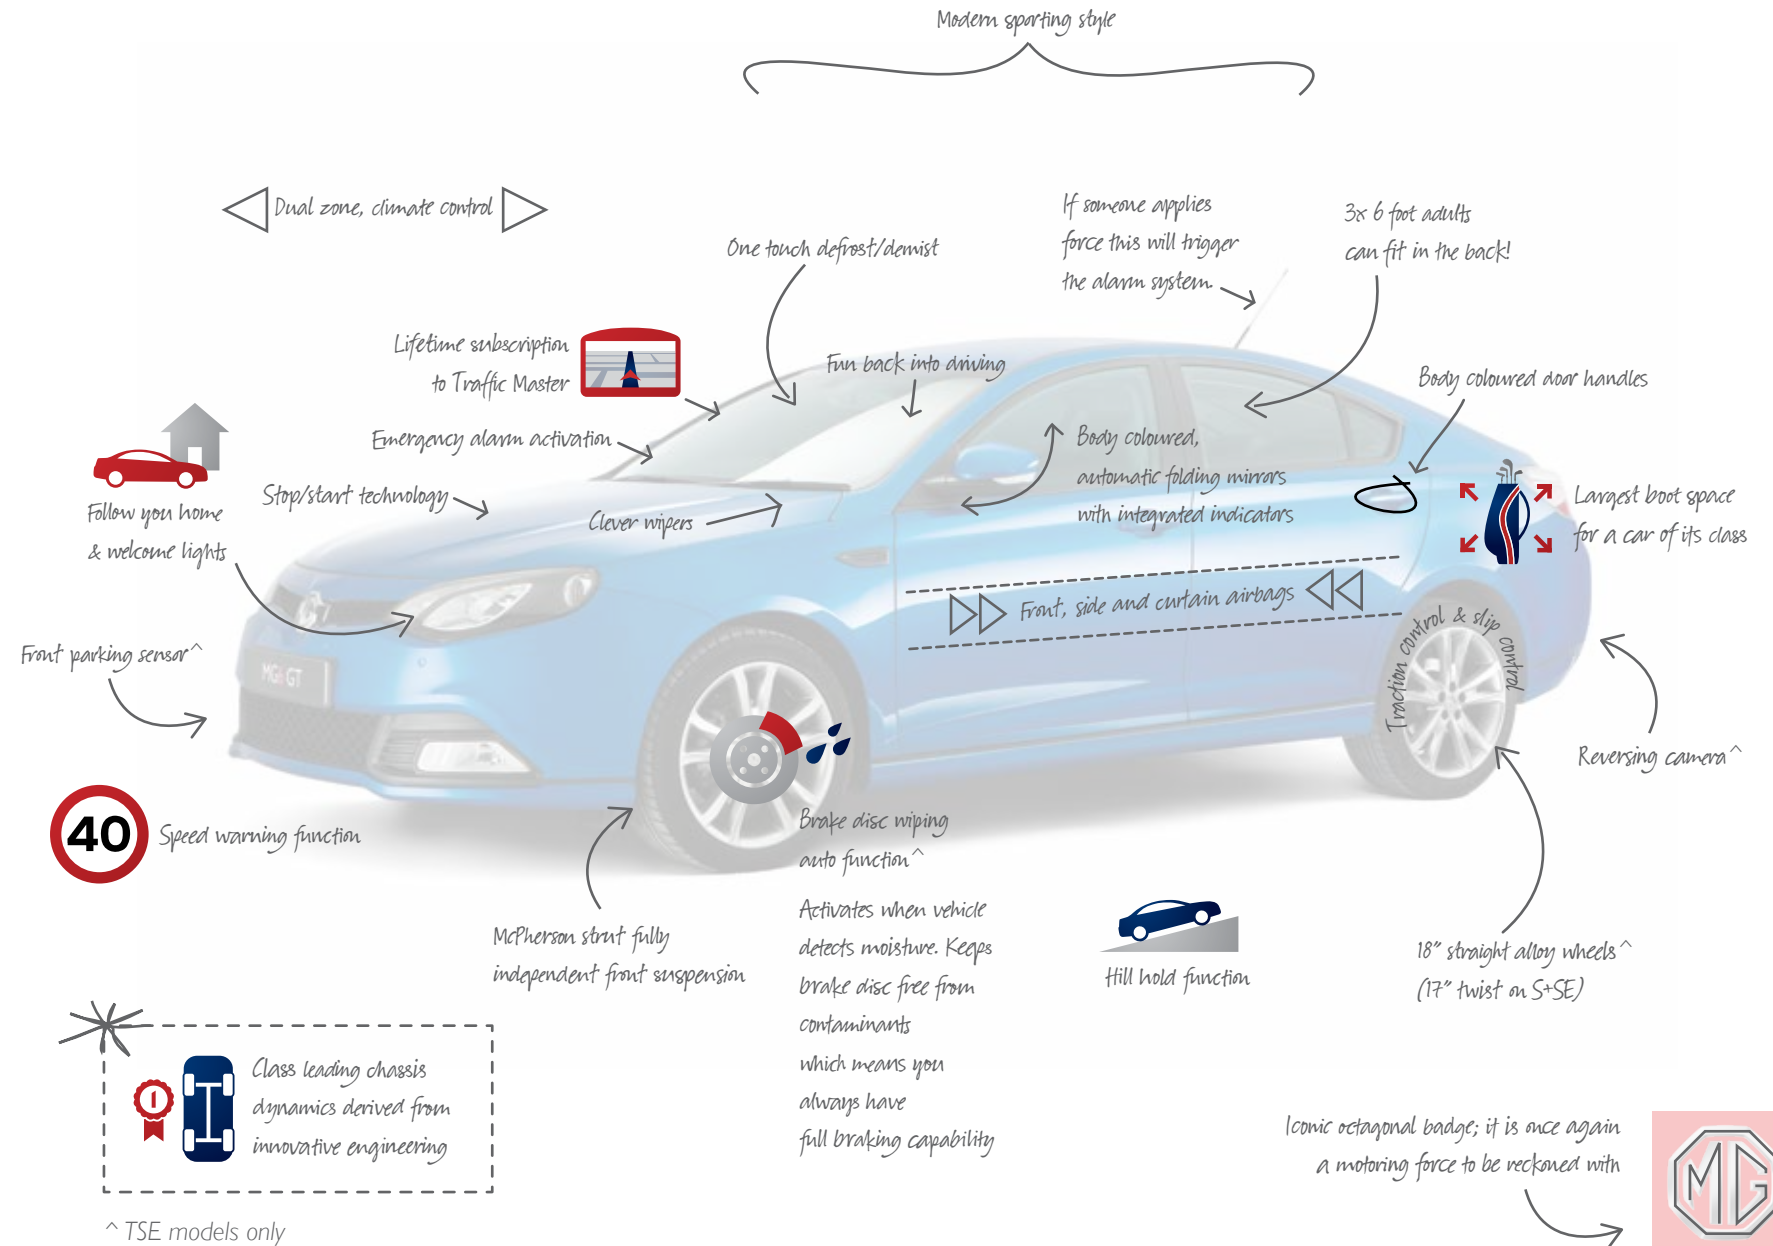 Modern sporting style
Dual zone, climate control
One touch defrost/demist
If someone applies
force this will trigger
the alarm system.
3x 6 foot adults
can fit in the back!
Lifetime subscription
to Traffic Master
Fun back into driving
Body coloured door handles
Emergency alarm activation
Body coloured,
automatic folding mirrors
with integrated indicators
Stop/start technology
Clever wipers
Follow you home
& welcome lights
Largest boot space
for a car of its class
Front, side and curtain airbags
Traction control & slip control
Front parking sensor^
MG6 GT
Reversing camera^
40
Speed warning function
Brake disc wiping
auto function^
Activates when vehicle
detects moisture. Keeps
brake disc free from
contaminants
which means you
always have
full braking capability
McPherson strut fully
independent front suspension
Hill hold function
18" straight alloy wheels^
(17" twist on S+SE)
1
Class leading chassis
dynamics derived from
innovative engineering
Iconic octagonal badge; it is once again
a motoring force to be reckoned with
MG
^ TSE models only